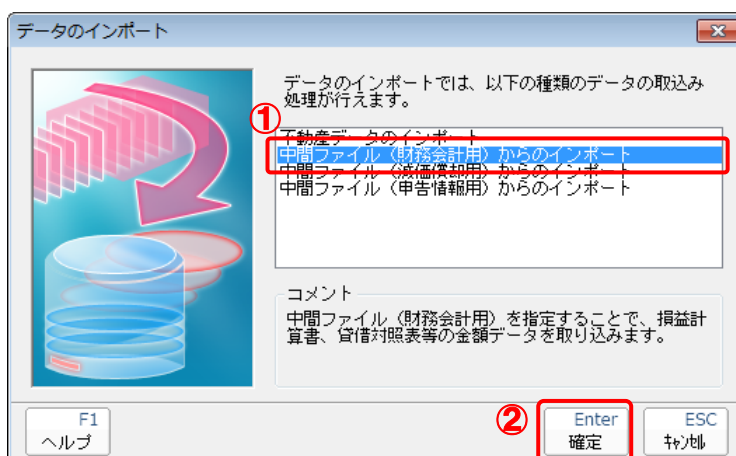 データのインポート
データのインポートでは、以下の種類のデータの取込み
処理が行えます。
①
不動産データのインポート
中間ファイル（財務会計用）からのインポート
中間ファイル（減価償却用）からのインポート
中間ファイル（申告情報用）からのインポート
コメント
中間ファイル（財務会計用）を指定することで、損益計
算書、貸借対照表等の金額データを取り込みます。
F1
ヘルプ
②
Enter
確定
ESC
ｷｬﾝｾﾙ